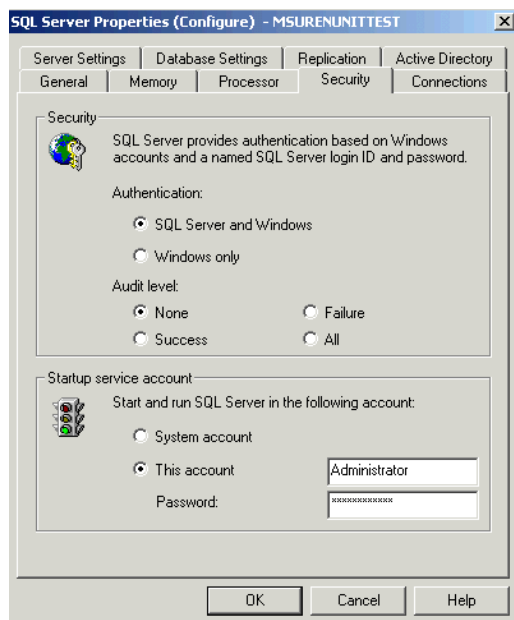 SQL Server Properties (Configure) - MSURENUNITTEST
Server Settings Database Settings Replication Active Directory
General Memory Processor Security Connections
Security
SQL Server provides authentication based on Windows
accounts and a named SQL Server login ID and password.
Authentication:
SQL Server and Windows
Windows only
Audit level:
None Failure
Success All
Startup service account
Start and run SQL Server in the following account:
System account
This account Administrator
Password: ************
OK Cancel Help